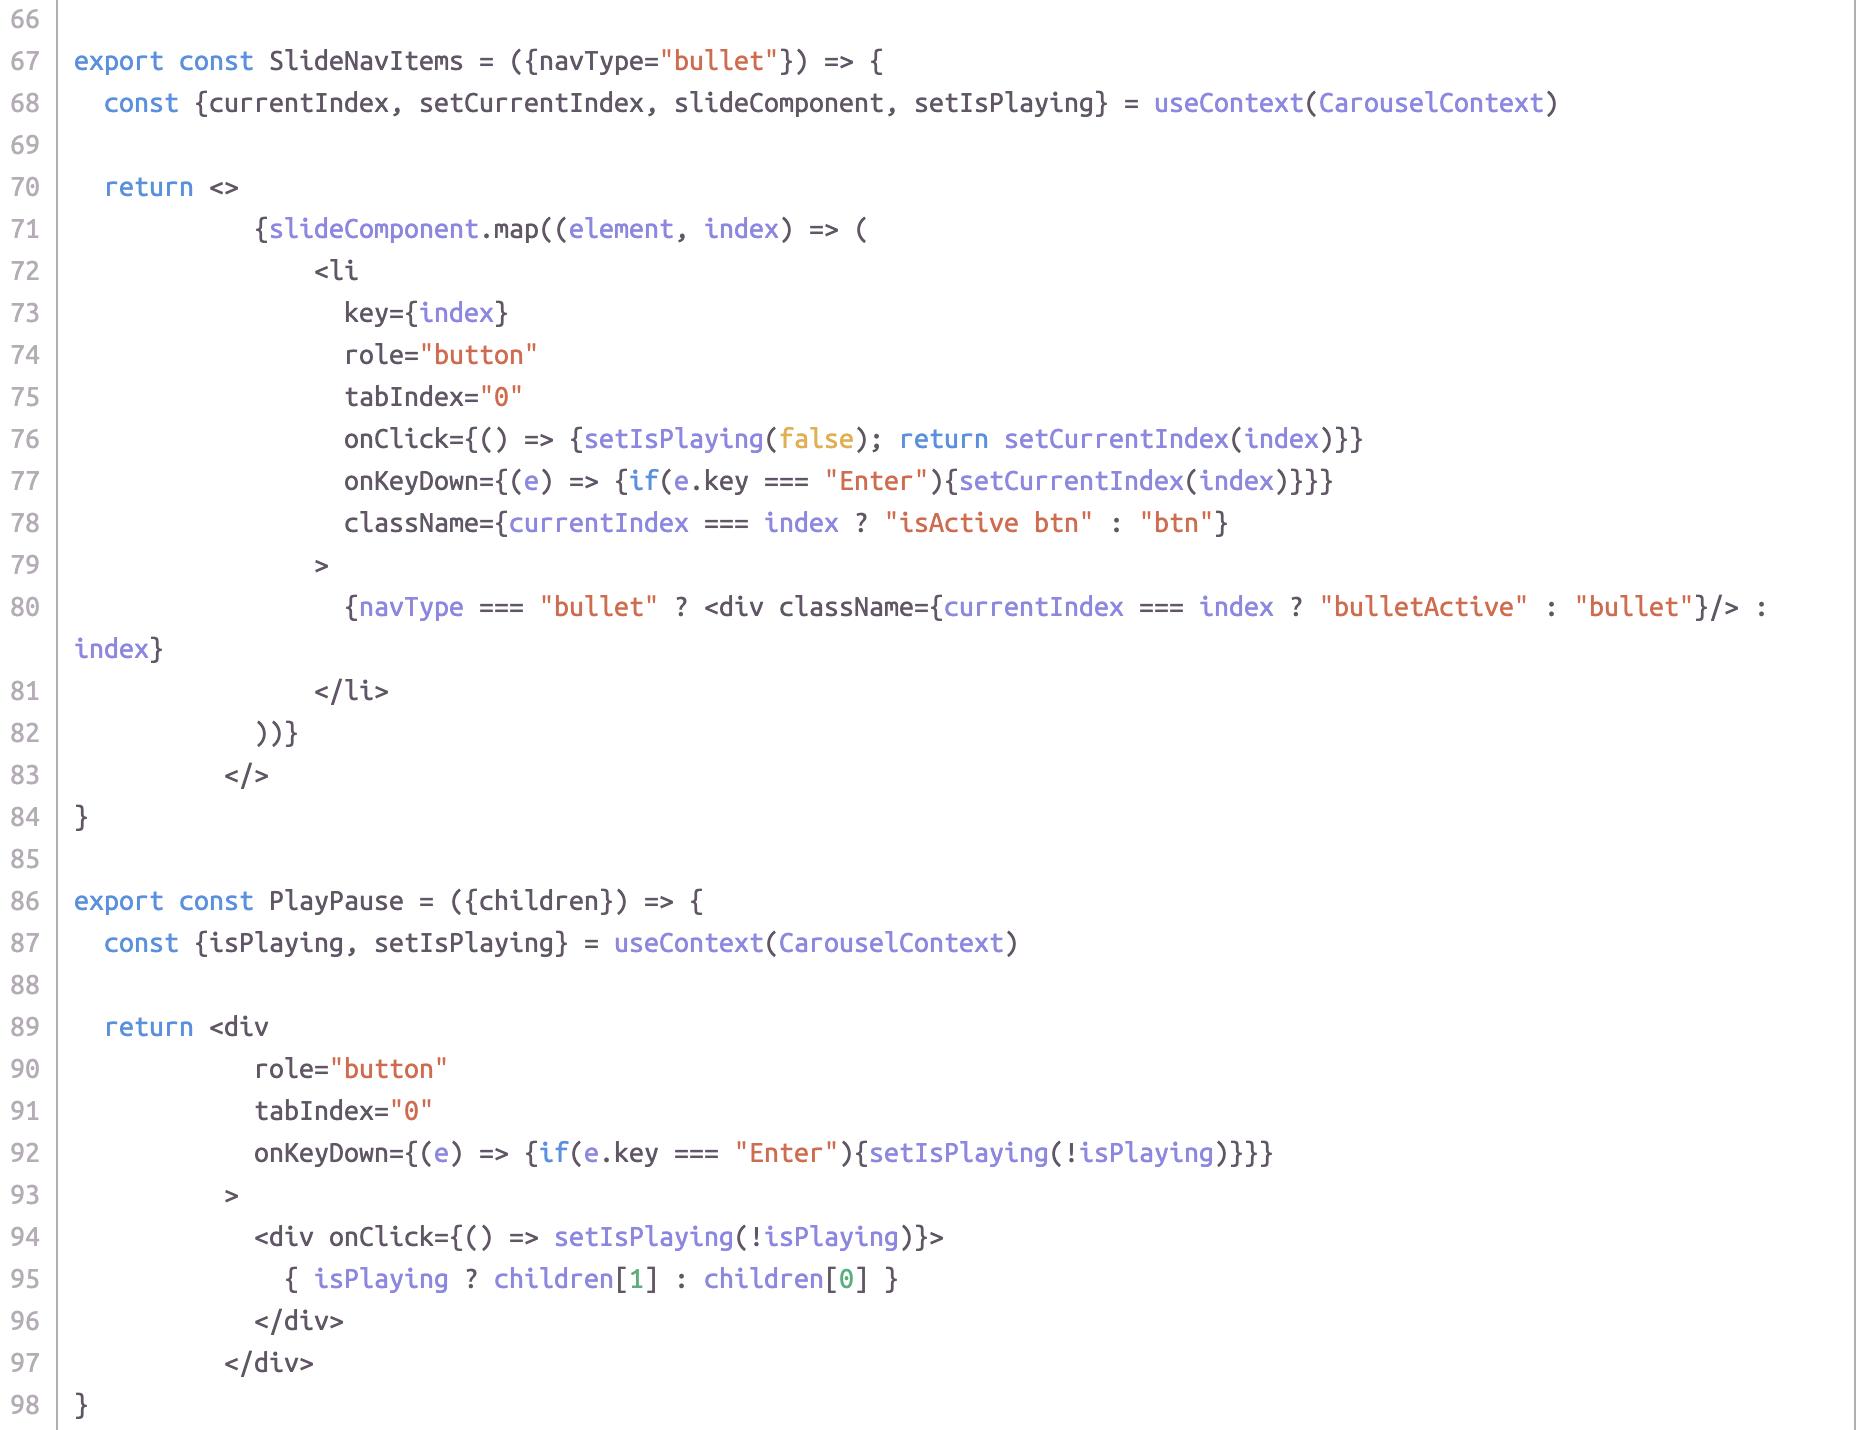 66
67 export const SlideNavItems = ({navType="bullet"}) => {
68   const {currentIndex, setCurrentIndex, slideComponent, setIsPlaying} = useContext(CarouselContext)
69
70   return <>
71             {slideComponent.map((element, index) => (
72                 <li
73                   key={index}
74                   role="button"
75                   tabIndex="0"
76                   onClick={() => {setIsPlaying(false); return setCurrentIndex(index)}}
77                   onKeyDown={(e) => {if(e.key === "Enter"){setCurrentIndex(index)}}}
78                   className={currentIndex === index ? "isActive btn" : "btn"}
79                 >
80                   {navType === "bullet" ? <div className={currentIndex === index ? "bulletActive" : "bullet"}/> :
index}
81                 </li>
82             ))}
83           </>
84 }
85
86 export const PlayPause = ({children}) => {
87   const {isPlaying, setIsPlaying} = useContext(CarouselContext)
88
89   return <div
90             role="button"
91             tabIndex="0"
92             onKeyDown={(e) => {if(e.key === "Enter"){setIsPlaying(!isPlaying)}}}
93           >
94             <div onClick={() => setIsPlaying(!isPlaying)}>
95               { isPlaying ? children[1] : children[0] }
96             </div>
97           </div>
98 }